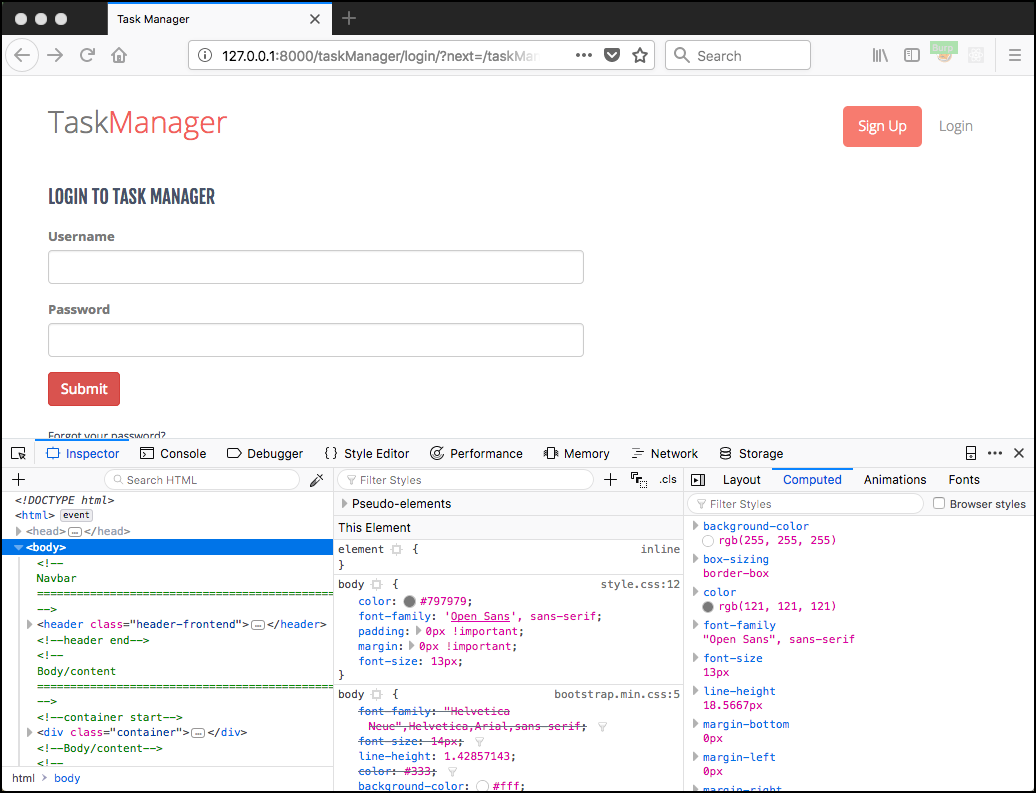 Task Manager
127.0.0.1:8000/taskManager/login/?next=/taskMar
Search
Burp
TaskManager
Sign Up
Login
LOGIN TO TASK MANAGER
Username
Password
Submit
Forgot your password?
Inspector
Console
Debugger
{ } Style Editor
Performance
Memory
Network
Storage
Search HTML
<!DOCTYPE html>
<html> event
<head>…</head>
<body>
<!--
Navbar
==============================================
-->
<header class="header-frontend">…</header>
<!--header end-->
<!--
Body/content
==============================================
-->
<!--container start-->
<div class="container">…</div>
<!--Body/content-->
<!--
html > body
Filter Styles
.cls
Pseudo-elements
This Element
element { inline
}
body { style.css:12
color: #797979;
font-family: 'Open Sans', sans-serif;
padding: 0px !important;
margin: 0px !important;
font-size: 13px;
}
body { bootstrap.min.css:5
font-family: "Helvetica
Neue",Helvetica,Arial,sans-serif;
font-size: 14px;
line-height: 1.42857143;
color: #333;
background-color: #fff;
Layout
Computed
Animations
Fonts
Filter Styles
Browser styles
background-color
rgb(255, 255, 255)
box-sizing
border-box
color
rgb(121, 121, 121)
font-family
"Open Sans", sans-serif
font-size
13px
line-height
18.5667px
margin-bottom
0px
margin-left
0px
margin-right